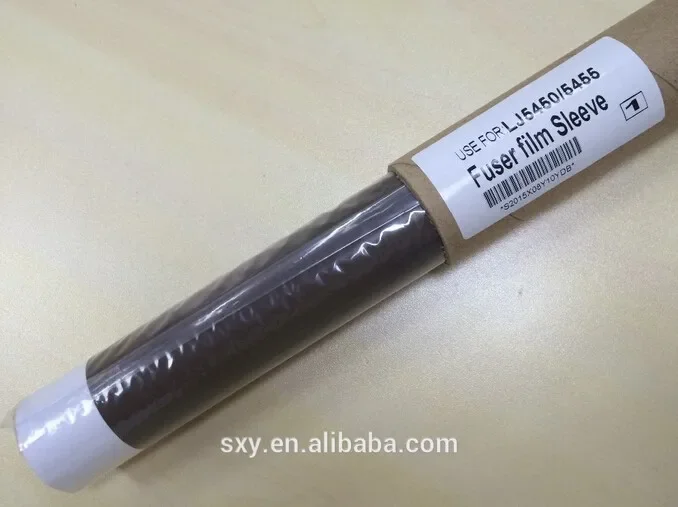 USE FOR:LJ5450/5455
Fuser film Sleeve
*S2015X08Y10YDB*
1
sxy.en.alibaba.com